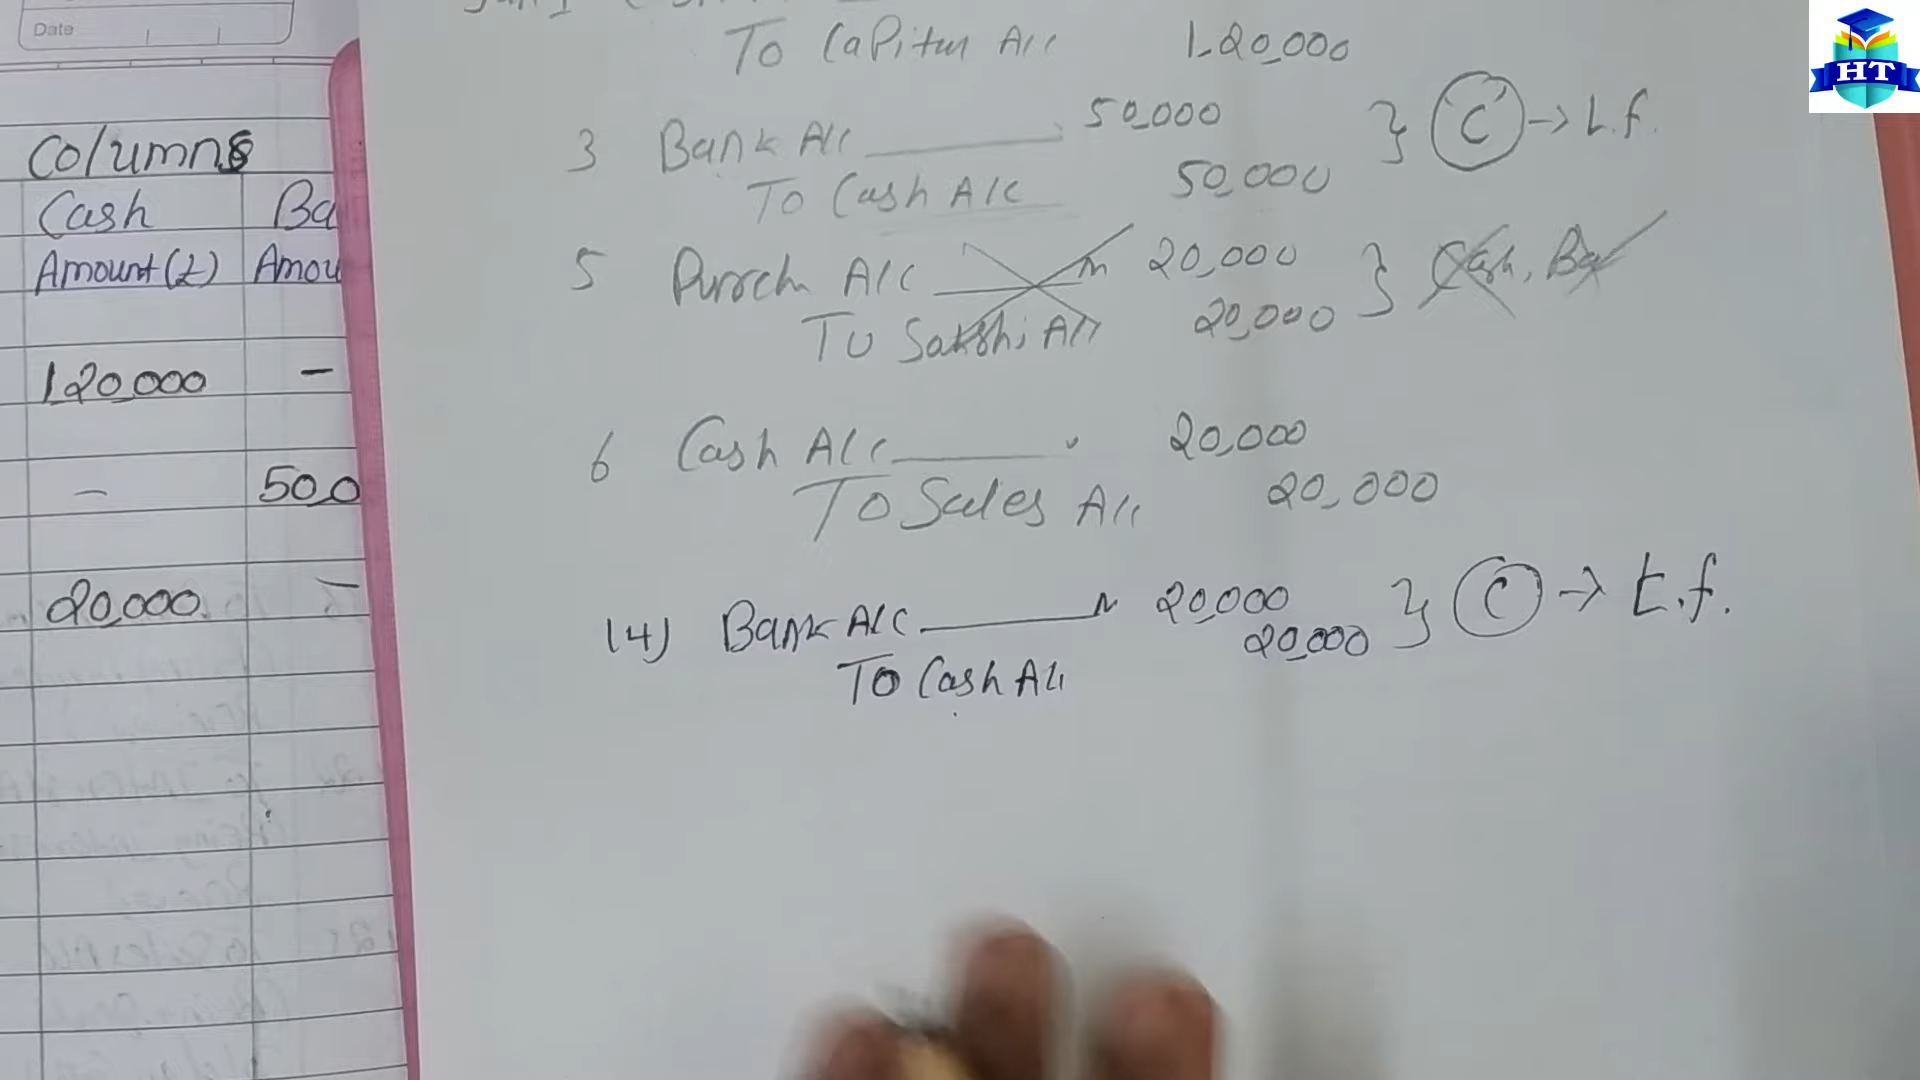 Date
Columns
Cash Ba
Amount(₹) Amou
1,20,000 -
- 50,0
20,000 -
To Capital A/c 1,20,000
3 Bank A/c 50,000 } C → L.f.
To Cash A/c 50,000
5 Purch A/c 20,000 } Cash, Ba
To Sakshi A/c 20,000
6 Cash A/c 20,000
To Sales A/c 20,000
14) Bank A/c 20,000 } C → L.f.
To Cash A/c 20,000
HT